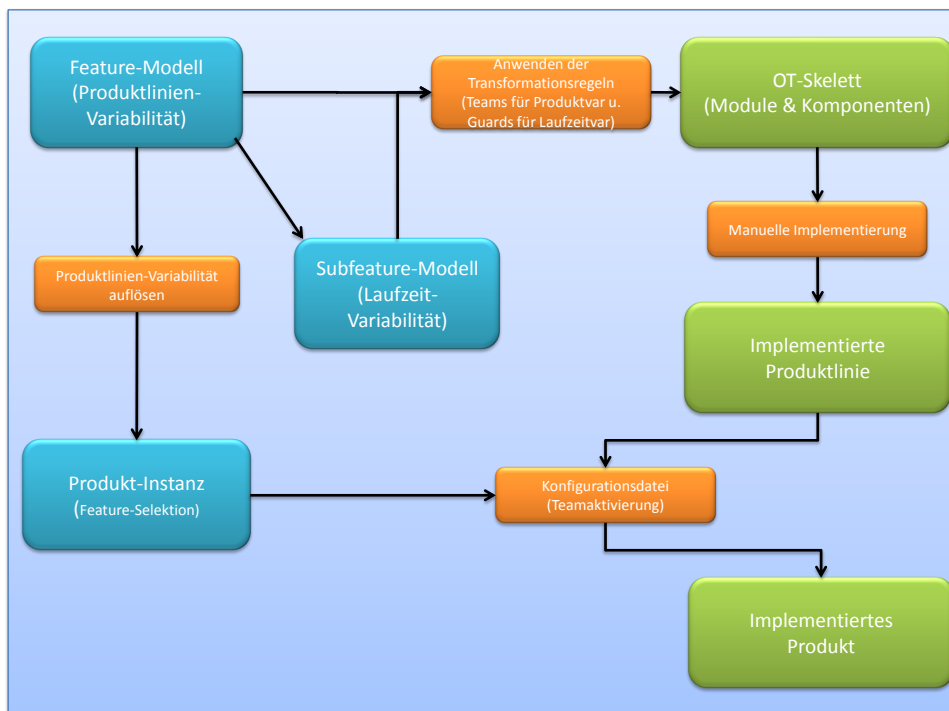 Feature-Modell
(Produktlinien-
Variabilität)
Anwenden der
Transformationsregeln
(Teams für Produktvar u.
Guards für Laufzeitvar)
OT-Skelett
(Module & Komponenten)
Manuelle Implementierung
Produktlinien-Variabilität
auflösen
Subfeature-Modell
(Laufzeit-
Variabilität)
Implementierte
Produktlinie
Produkt-Instanz
(Feature-Selektion)
Konfigurationsdatei
(Teamaktivierung)
Implementiertes
Produkt